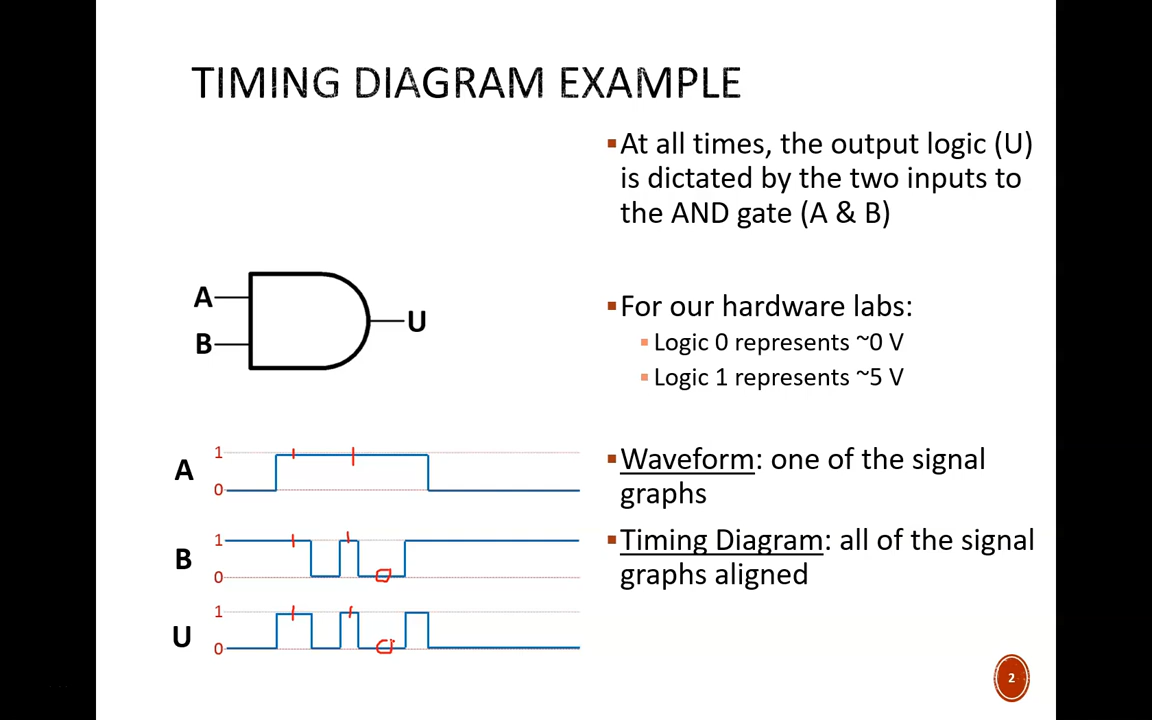 TIMING DIAGRAM EXAMPLE
▪At all times, the output logic (U)
is dictated by the two inputs to
the AND gate (A & B)
A
B
U
▪For our hardware labs:
▪Logic 0 represents ~0 V
▪Logic 1 represents ~5 V
A
1
0
B
1
0
U
1
0
▪Waveform: one of the signal
graphs
▪Timing Diagram: all of the signal
graphs aligned
2